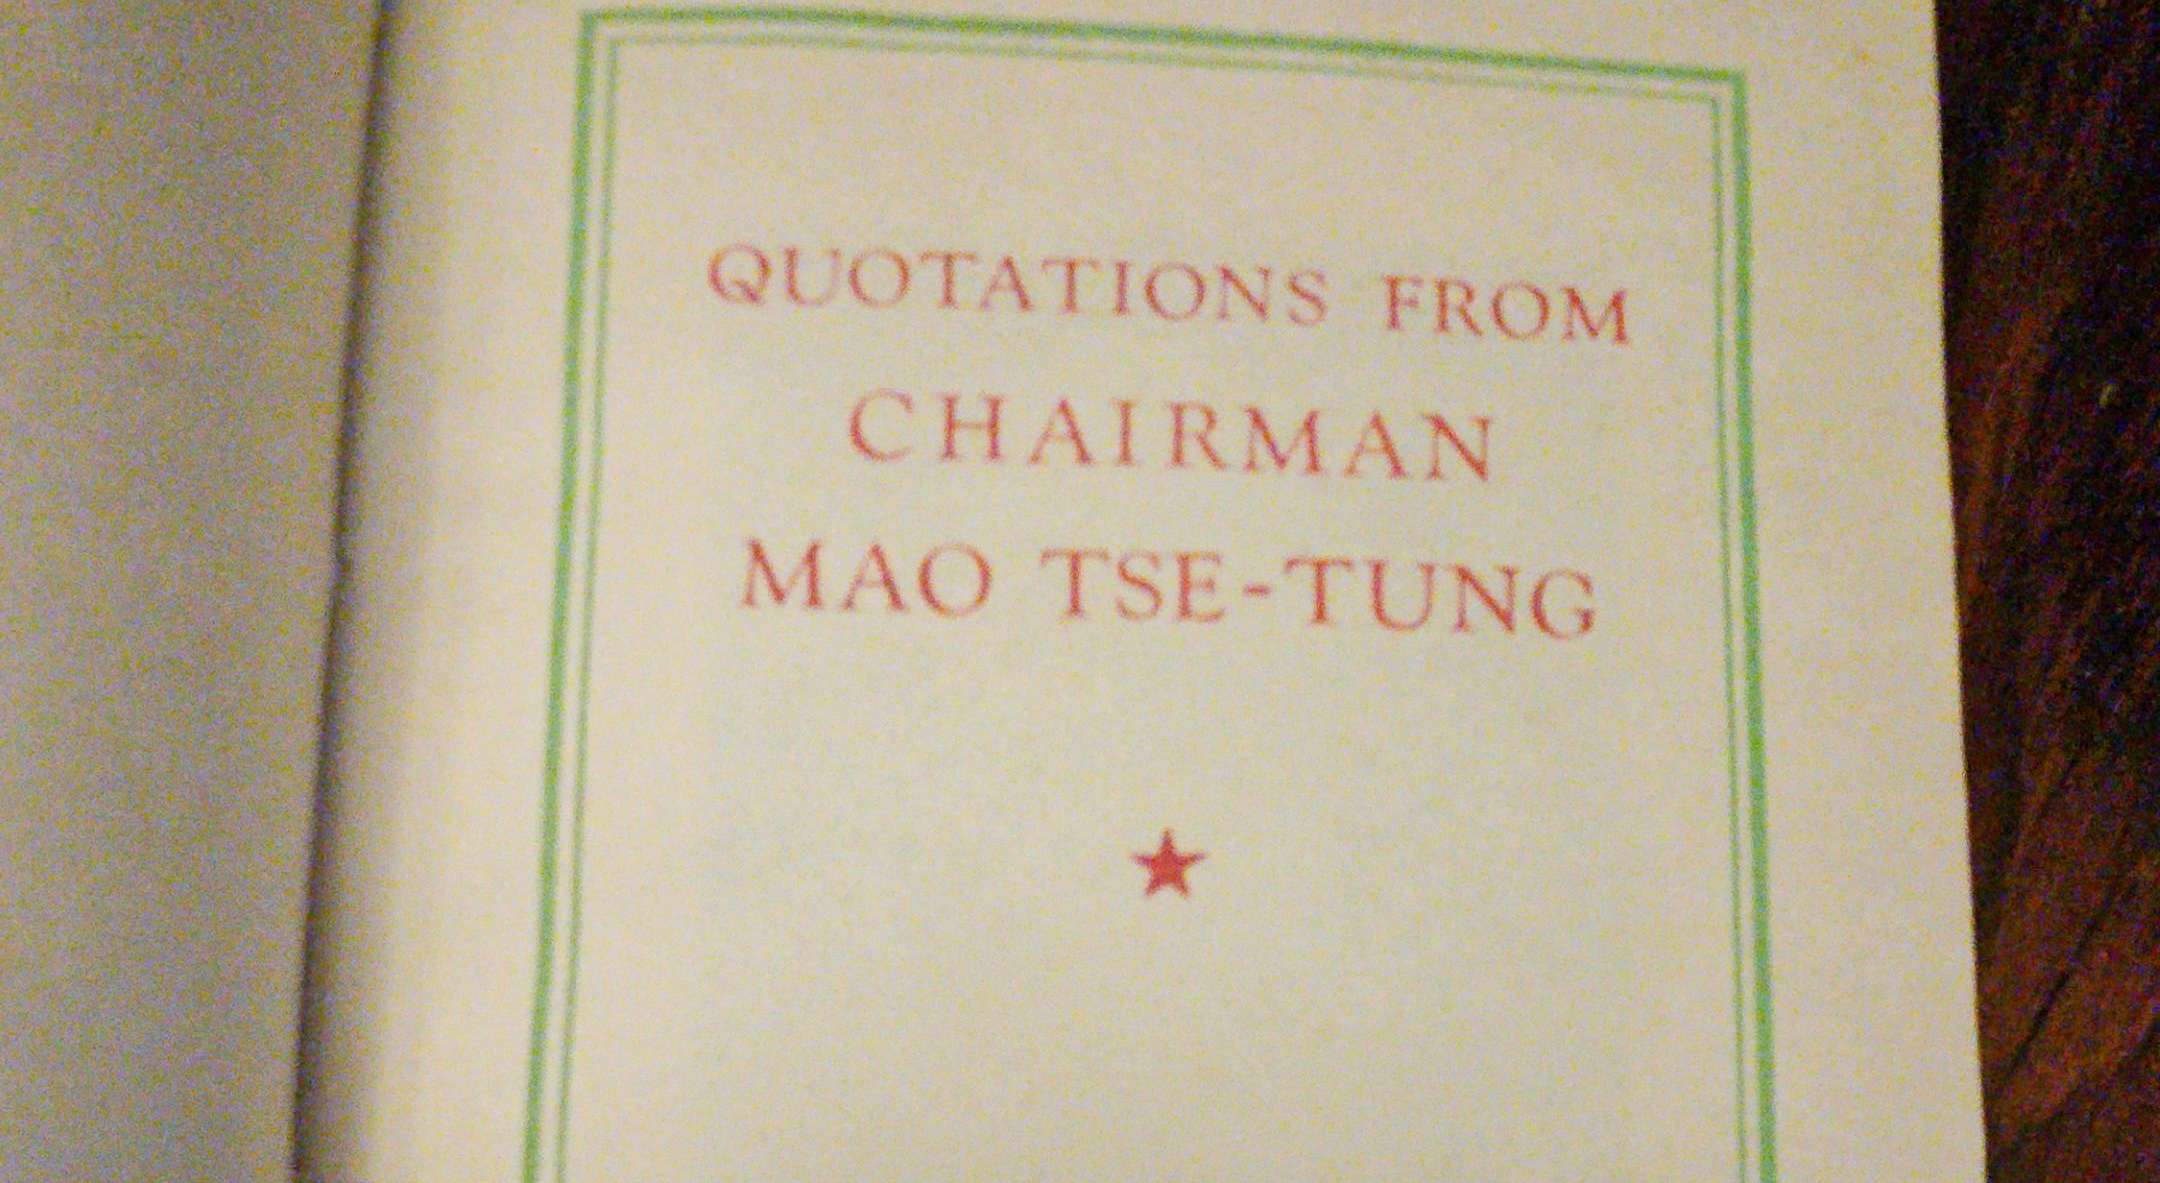 QUOTATIONS FROM
CHAIRMAN
MAO TSE-TUNG